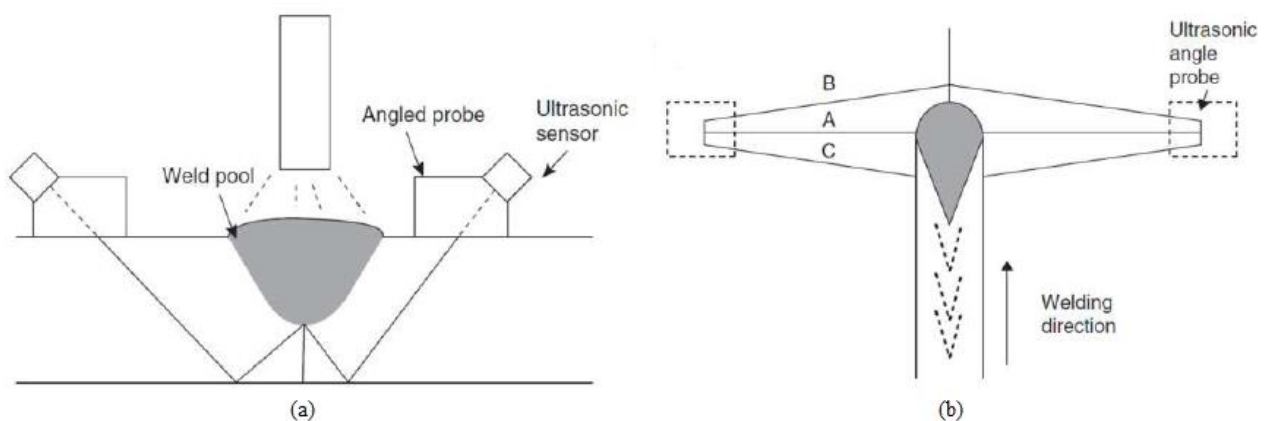 Angled probe
Ultrasonic
sensor
Weld pool
(a)
Ultrasonic
angle
probe
B
A
C
Welding
direction
(b)